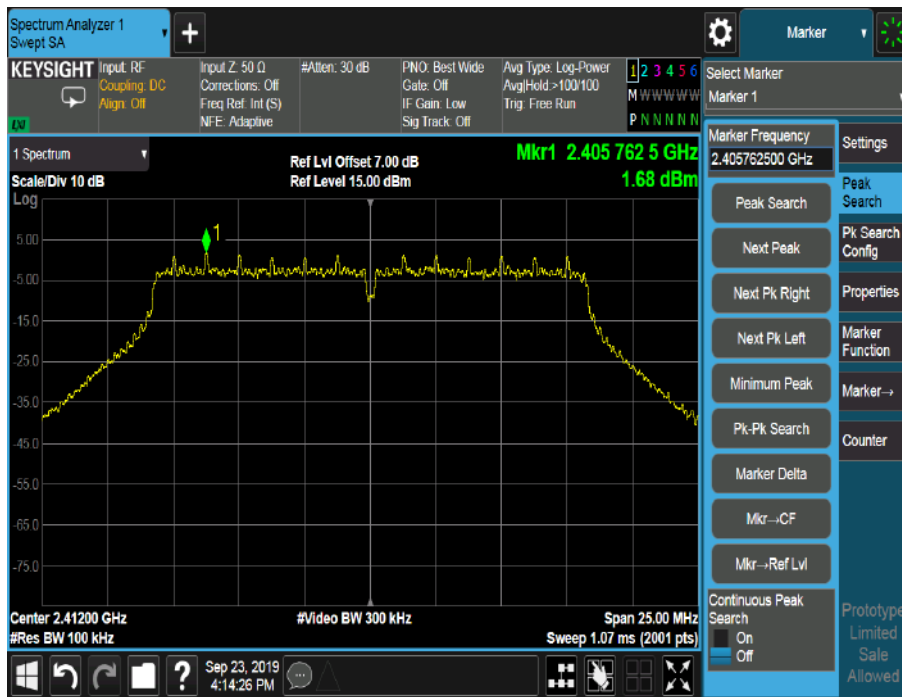 Spectrum Analyzer 1
Swept SA
+
Marker
KEYSIGHT
Input: RF
Coupling: DC
Align: Off
Input Z: 50 Ω
Corrections: Off
Freq Ref: Int (S)
NFE: Adaptive
#Atten: 30 dB
PNO: Best Wide
Gate: Off
IF Gain: Low
Sig Track: Off
Avg Type: Log-Power
Avg|Hold:>100/100
Trig: Free Run
1 2 3 4 5 6
M W W W W W
P N N N N N
LXI
Select Marker
Marker 1
1 Spectrum
Scale/Div 10 dB
Log
Ref Lvl Offset 7.00 dB
Ref Level 15.00 dBm
Mkr1 2.405 762 5 GHz
1.68 dBm
1
5.00
-5.00
-15.0
-25.0
-35.0
-45.0
-55.0
-65.0
-75.0
Center 2.41200 GHz
#Res BW 100 kHz
#Video BW 300 kHz
Span 25.00 MHz
Sweep 1.07 ms (2001 pts)
Marker Frequency
2.405762500 GHz
Peak Search
Next Peak
Next Pk Right
Next Pk Left
Minimum Peak
Pk-Pk Search
Marker Delta
Mkr→CF
Mkr→Ref Lvl
Continuous Peak
Search
On
Off
Settings
Peak
Search
Pk Search
Config
Properties
Marker
Function
Marker→
Counter
Prototype
Limited
Sale
Allowed
?
Sep 23, 2019
4:14:26 PM